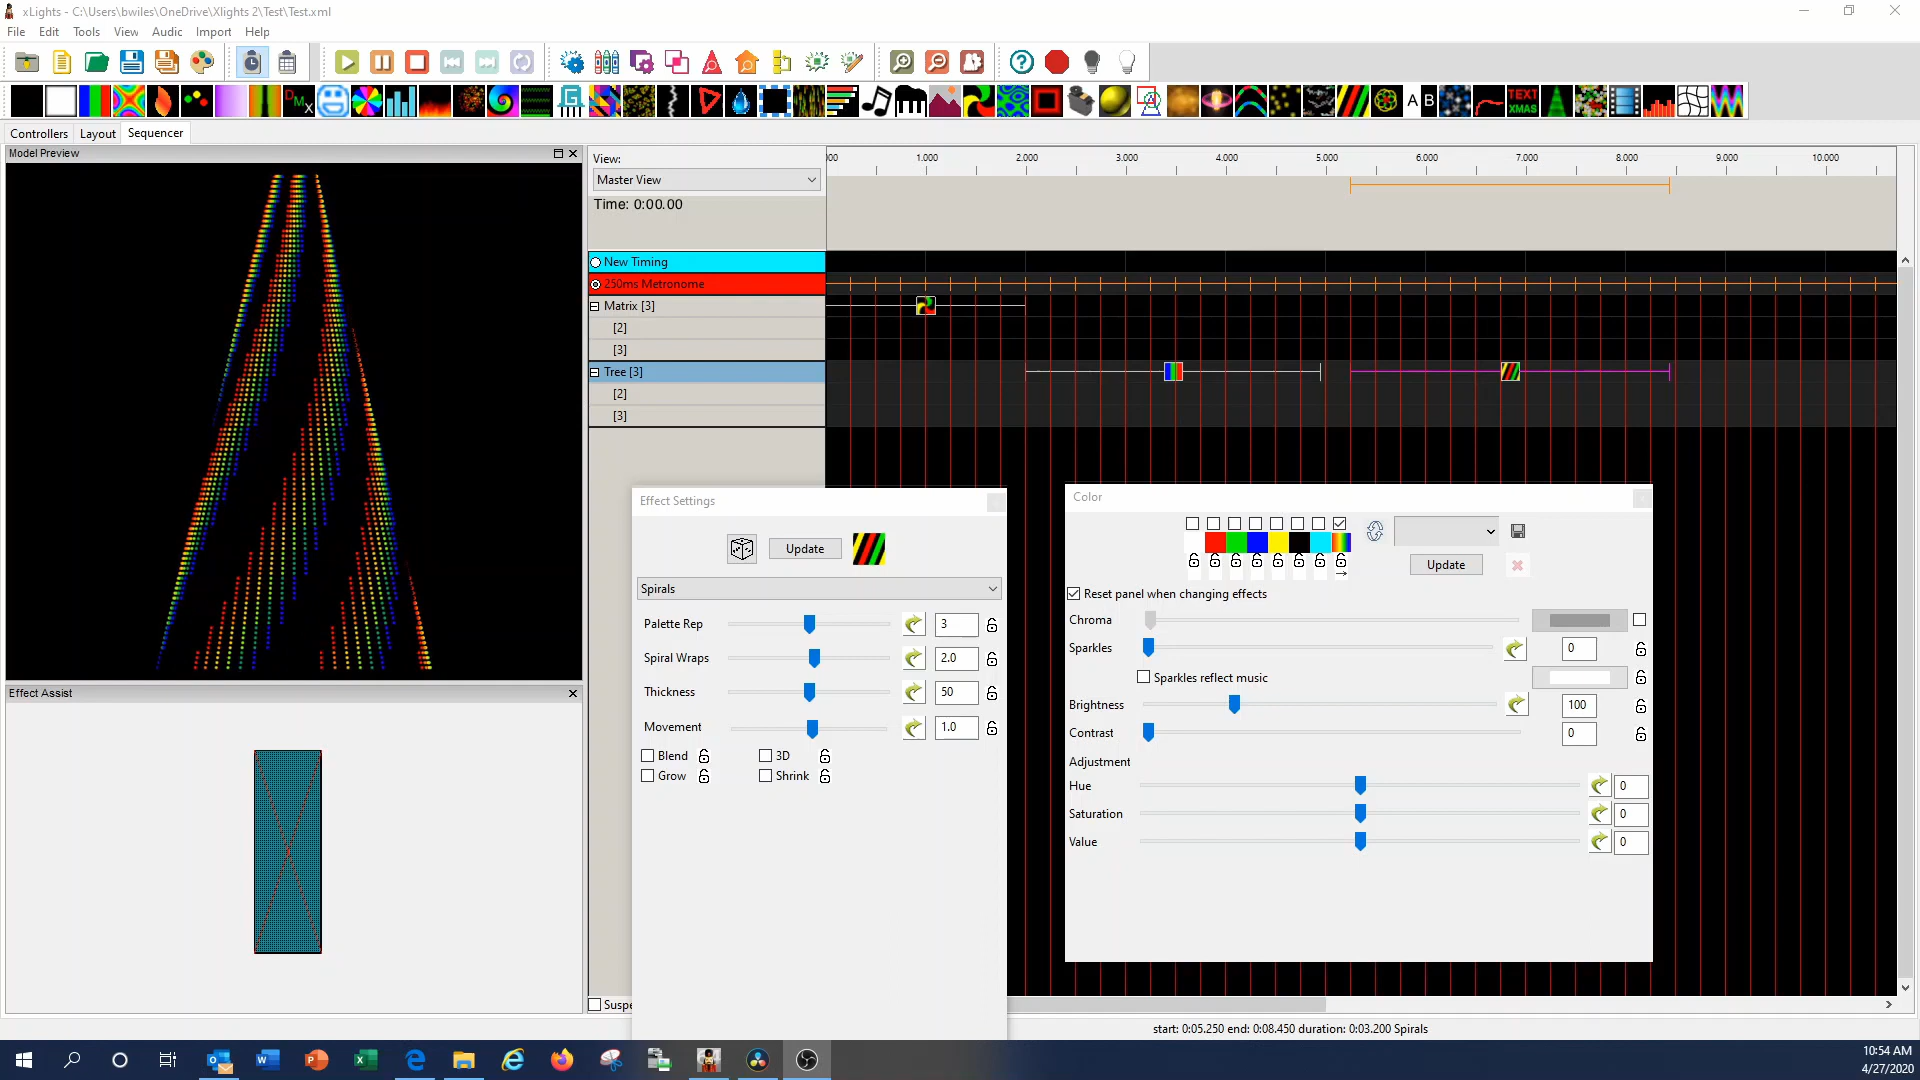 xLights - C:\Users\bwiles\OneDrive\Xlights 2\Test\Test.xml
File Edit Tools View Audio Import Help
DMX
A B
TEXT XMAS
Controllers Layout Sequencer
Model Preview
View:
Master View
Time: 0:00.00
000 1.000 2.000 3.000 4.000 5.000 6.000 7.000 8.000 9.000 10.000
New Timing
250ms Metronome
Matrix [3]
[2]
[3]
Tree [3]
[2]
[3]
Effect Assist
Effect Settings
Update
Spirals
Palette Rep 3
Spiral Wraps 2.0
Thickness 50
Movement 1.0
Blend 3D
Grow Shrink
Color
Update
Reset panel when changing effects
Chroma
Sparkles 0
Sparkles reflect music
Brightness 100
Contrast 0
Adjustment
Hue 0
Saturation 0
Value 0
Suspe
start: 0:05.250 end: 0:08.450 duration: 0:03.200 Spirals
10:54 AM
4/27/2020